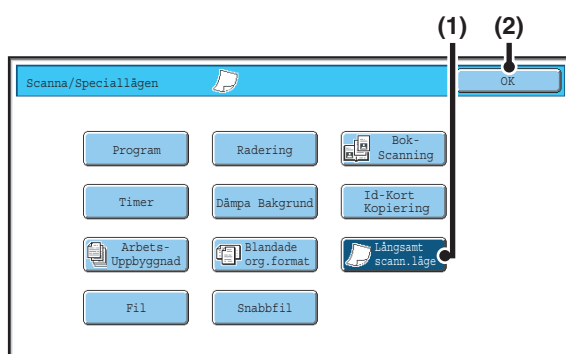 (1) (2)
Scanna/Speciallägen OK
Program Radering Bok-
Scanning
Timer Dämpa Bakgrund Id-Kort
Kopiering
Arbets-
Uppbyggnad Blandade
org.format Långsamt
scann.läge
Fil Snabbfil